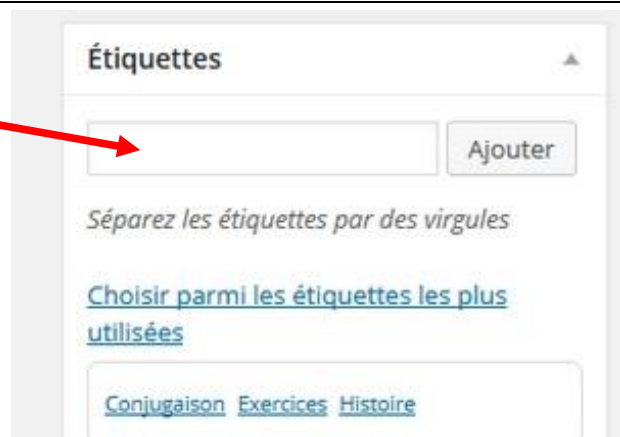 Étiquettes
Ajouter
Séparez les étiquettes par des virgules
Choisir parmi les étiquettes les plus
utilisées
Conjugaison Exercices Histoire